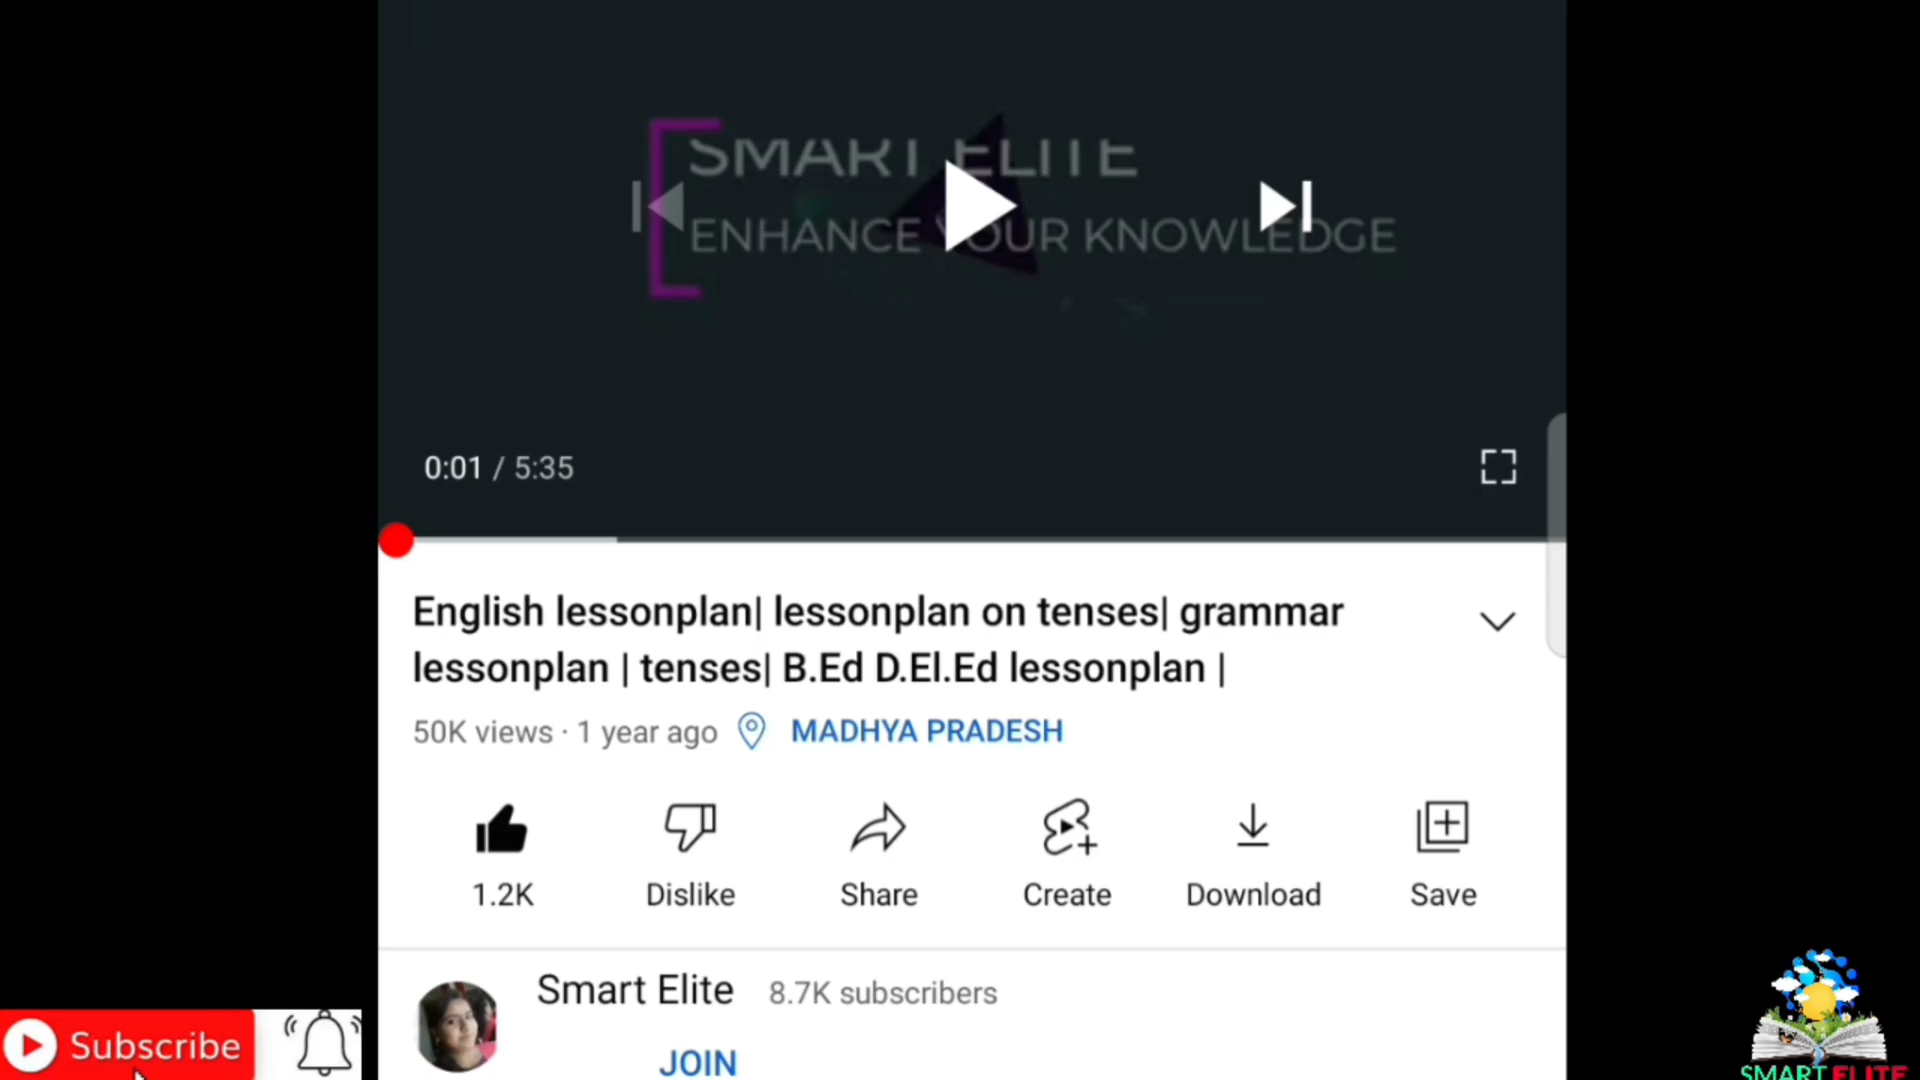 SMART ELITE
ENHANCE YOUR KNOWLEDGE
0:01 / 5:35
English lessonplan| lessonplan on tenses| grammar
lessonplan | tenses| B.Ed D.El.Ed lessonplan |
50K views · 1 year ago MADHYA PRADESH
1.2K Dislike Share Create Download Save
Smart Elite 8.7K subscribers
JOIN
Subscribe
SMART ELITE